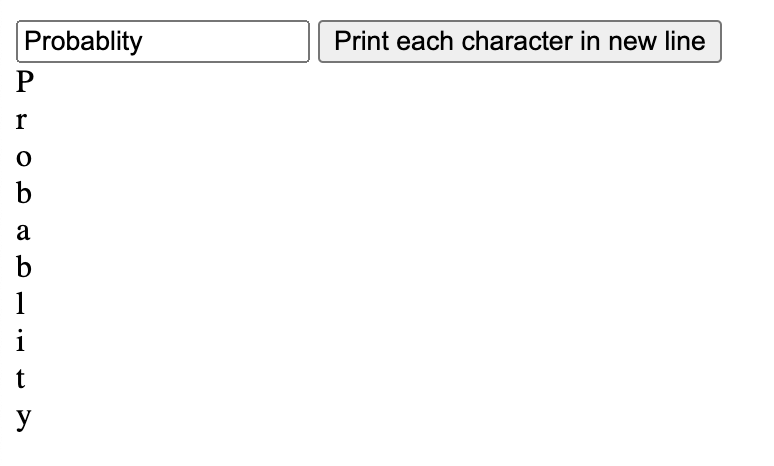 Probablity Print each character in new line
P
r
o
b
a
b
l
i
t
y